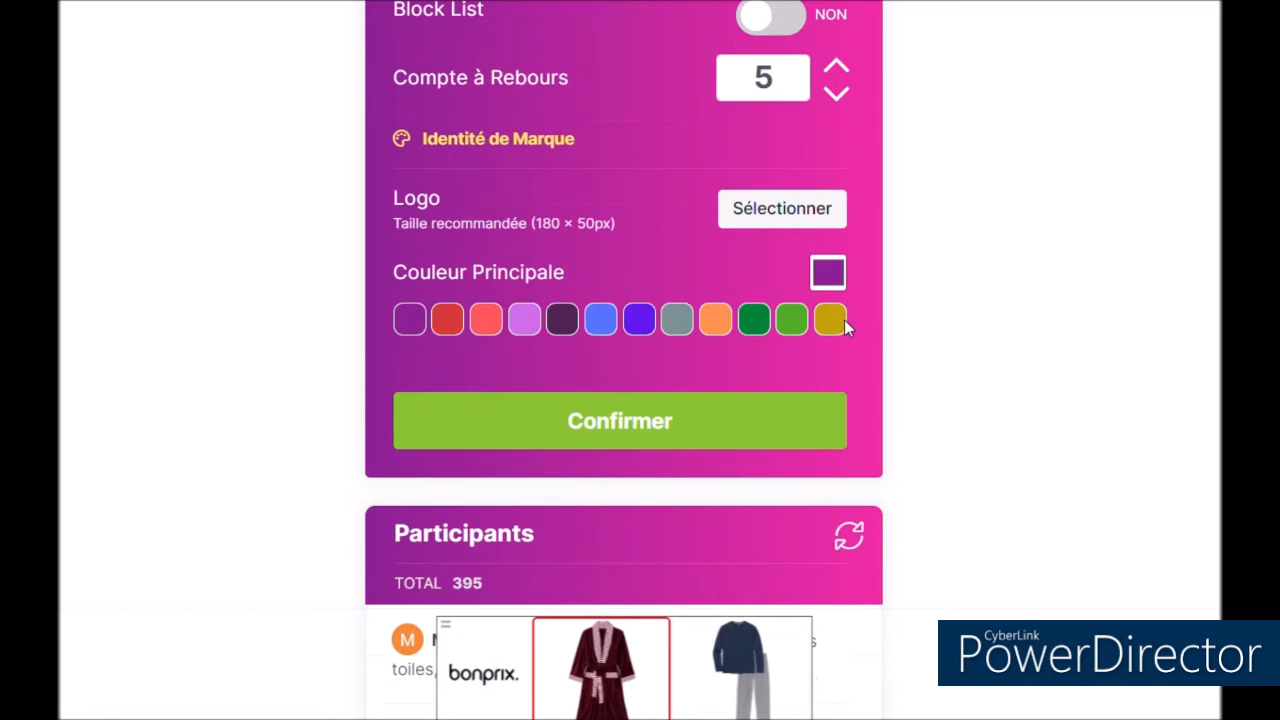 Block List
NON
Compte à Rebours
5
Identité de Marque
Logo
Sélectionner
Taille recommandée (180 × 50px)
Couleur Principale
Confirmer
Participants
TOTAL 395
M
toiles,
bonprix.
CyberLink
PowerDirector